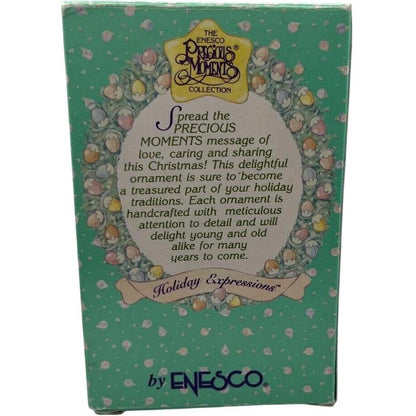 THE
ENESCO
PRECIOUS®
MOMENTS
COLLECTION
Spread the
PRECIOUS
MOMENTS message of
love, caring and sharing
this Christmas! This delightful
ornament is sure to become
a treasured part of your holiday
traditions. Each ornament is
handcrafted with meticulous
attention to detail and will
delight young and old
alike for many
years to come.
Holiday Expressions™
by ENESCO®